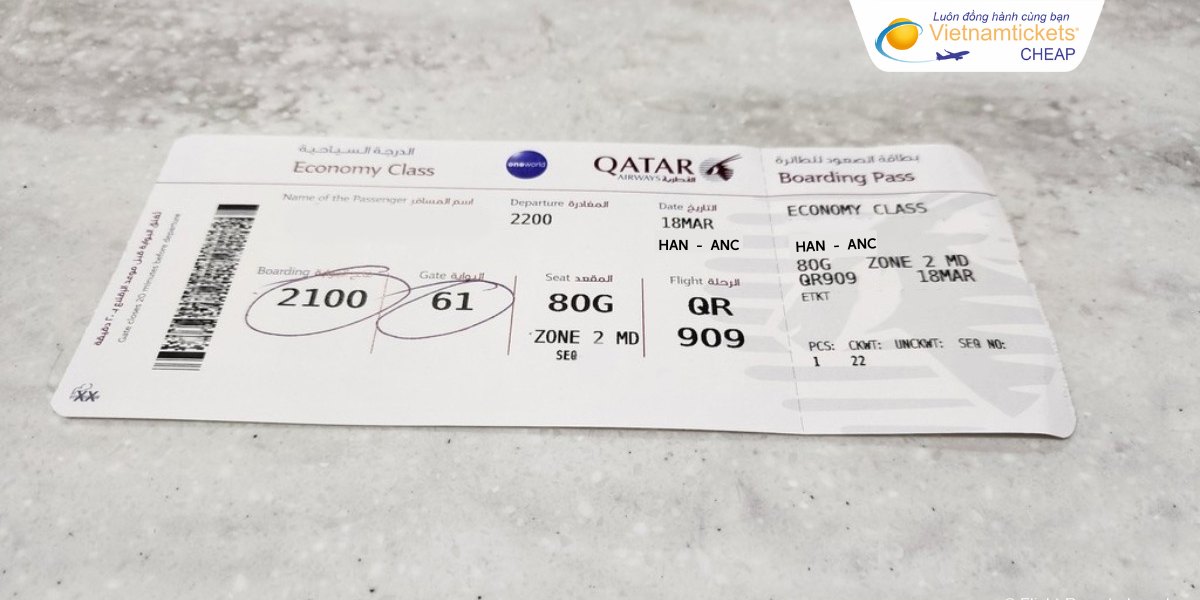 Luôn đồng hành cùng bạn
Vietnamtickets
CHEAP
الدرجة السياحية
Economy Class
oneworld
QATAR
AIRWAYS القطرية
بطاقة الصعود للطائرة
Boarding Pass
Name of the Passenger اسم المسافر
Departure المغادرة
2200
Date التاريخ
18MAR
HAN - ANC
ECONOMY CLASS
HAN - ANC
80G ZONE 2 MD
QR909 18MAR
ETKT
Gate closes 20 minutes before departure
Boarding
2100
Gate البوابة
61
Seat المقعد
80G
ZONE 2 MD
SEQ
Flight الرحلة
QR
909
PCS: CKWT: UNCKWT: SEQ NO:
1 22
XX